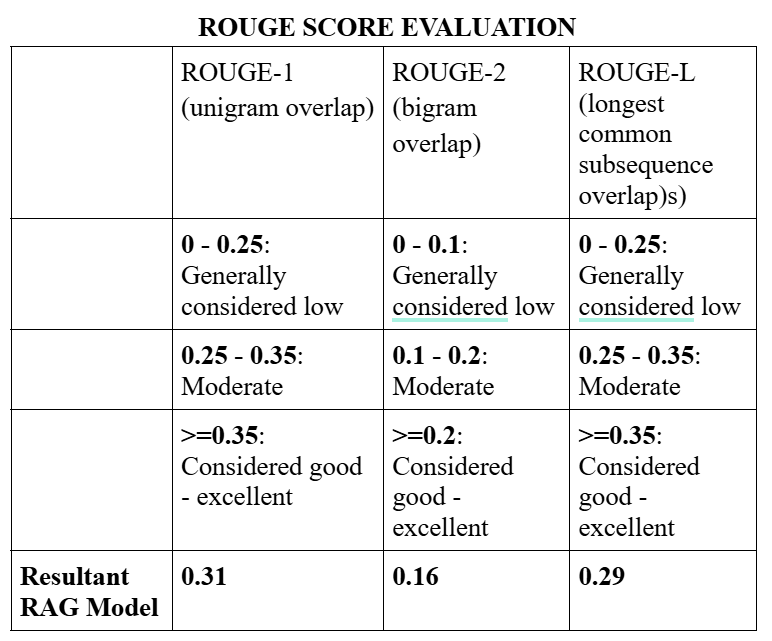 ROUGE SCORE EVALUATION
ROUGE-1
(unigram overlap)
ROUGE-2
(bigram
overlap)
ROUGE-L
(longest
common
subsequence
overlap)s)
0 - 0.25:
Generally
considered low
0 - 0.1:
Generally
considered low
0 - 0.25:
Generally
considered low
0.25 - 0.35:
Moderate
0.1 - 0.2:
Moderate
0.25 - 0.35:
Moderate
>=0.35:
Considered good
- excellent
>=0.2:
Considered
good -
excellent
>=0.35:
Considered
good -
excellent
Resultant
RAG Model
0.31
0.16
0.29